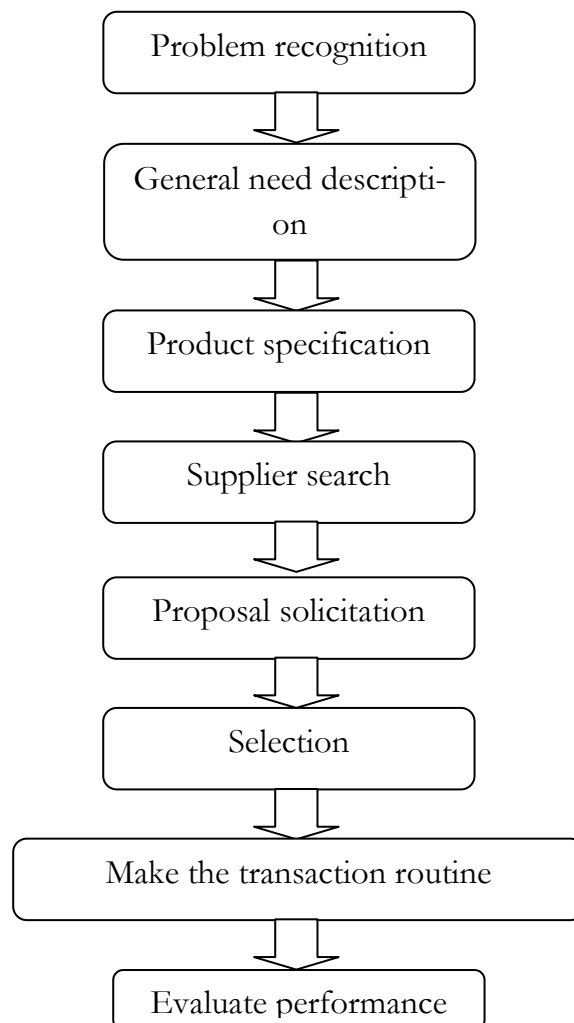 Problem recognition
General need descripti-
on
Product specification
Supplier search
Proposal solicitation
Selection
Make the transaction routine
Evaluate performance